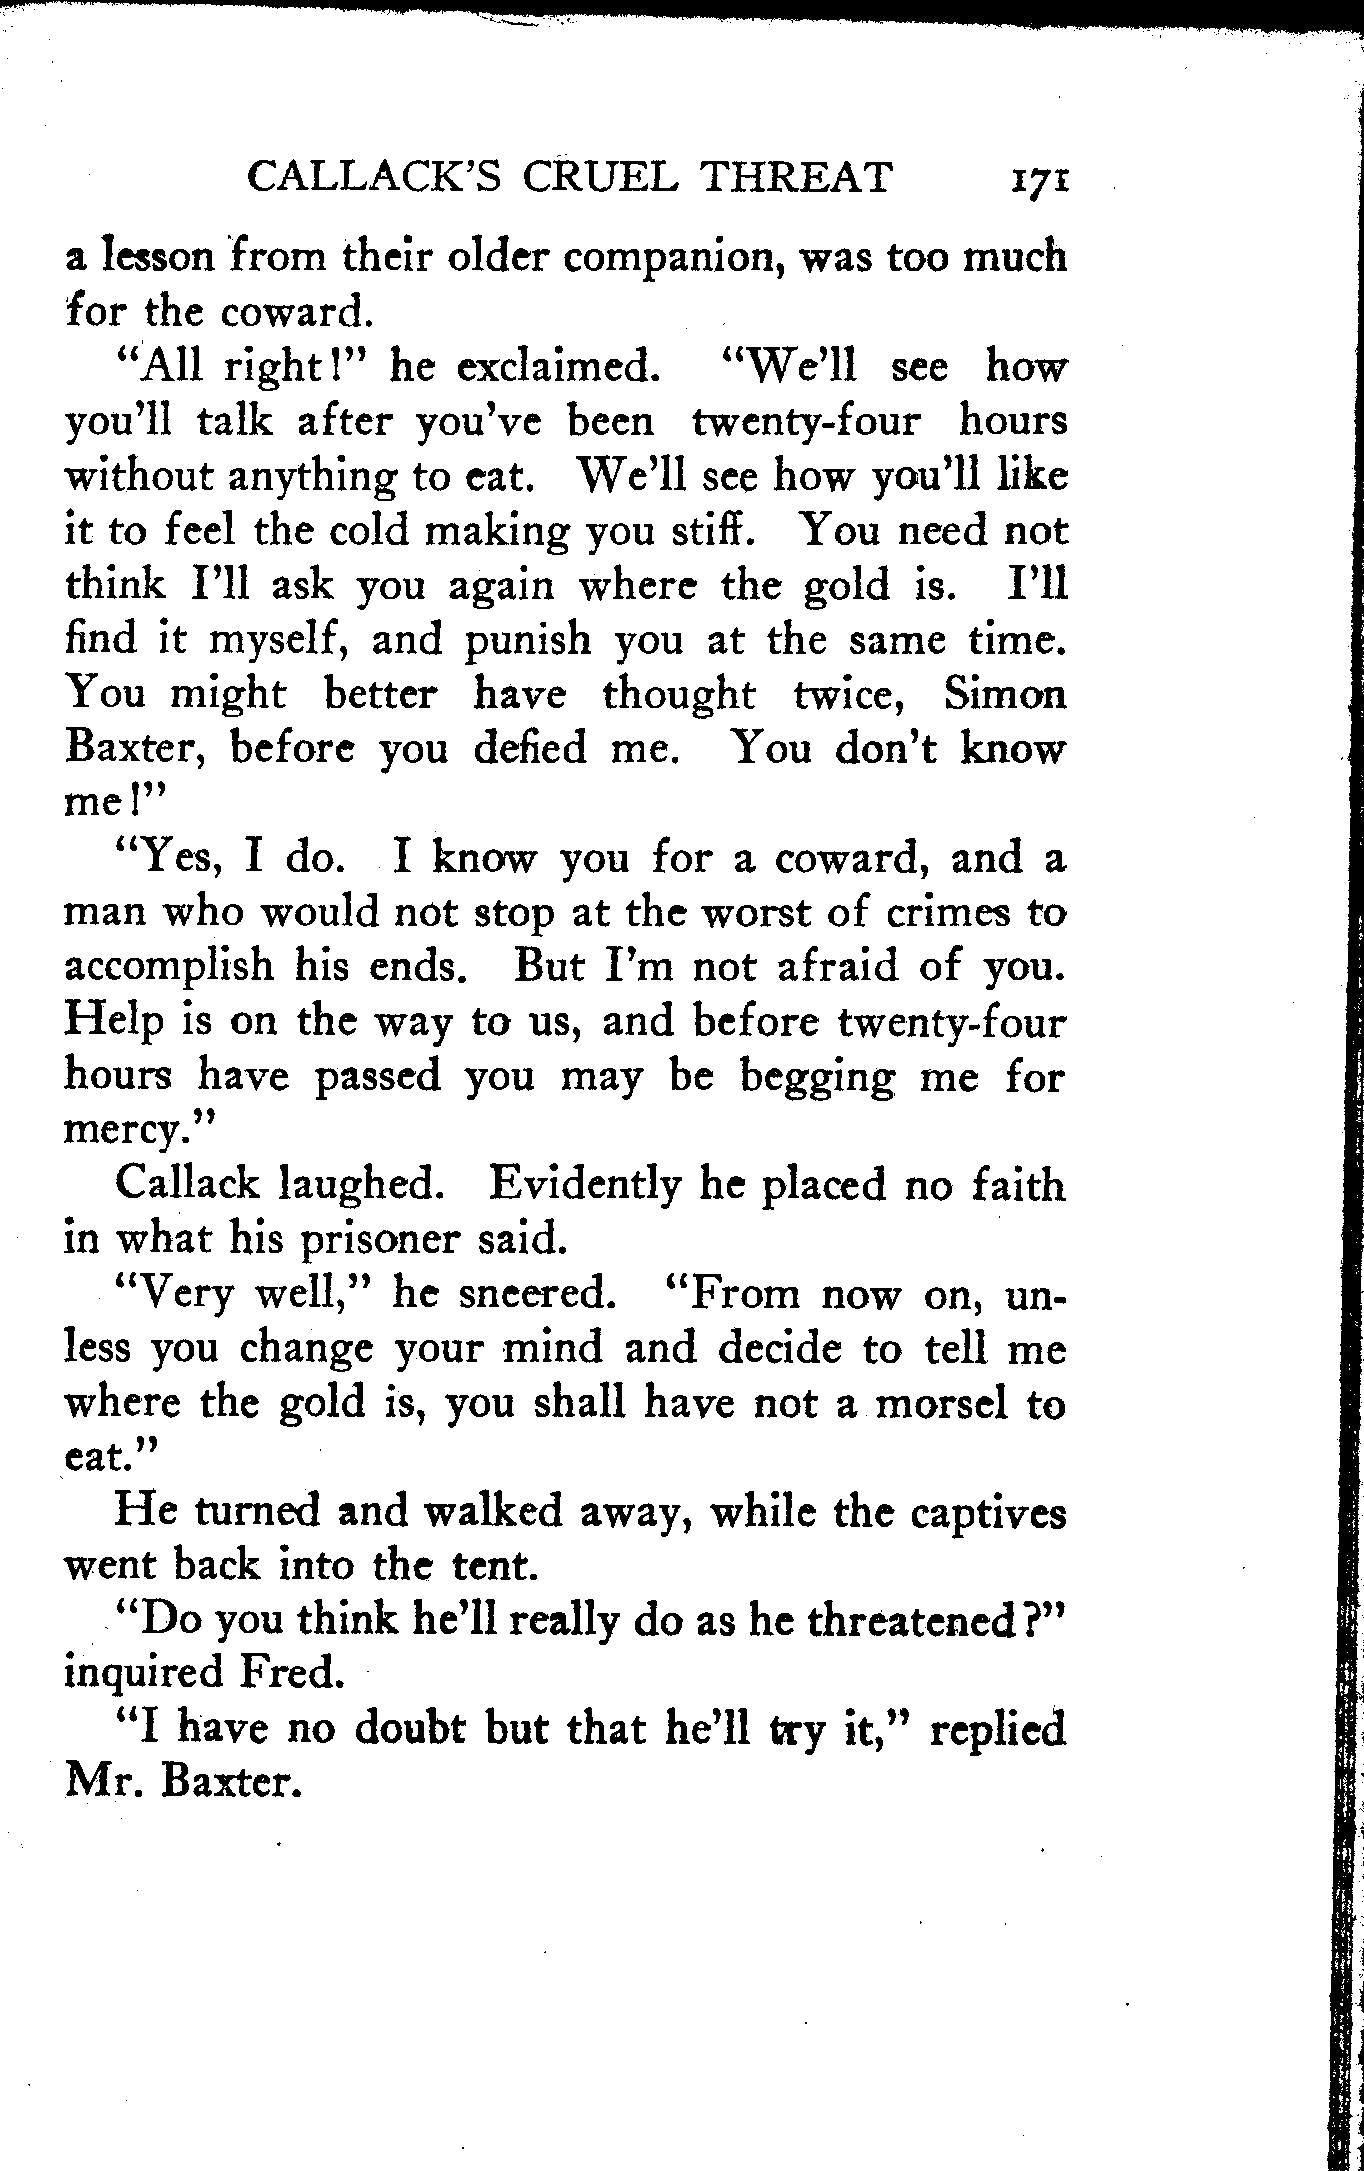 CALLACK'S CRUEL THREAT 171
a lesson from their older companion, was too much
for the coward.
"All right!" he exclaimed. "We'll see how
you'll talk after you've been twenty-four hours
without anything to eat. We'll see how you'll like
it to feel the cold making you stiff. You need not
think I'll ask you again where the gold is. I'll
find it myself, and punish you at the same time.
You might better have thought twice, Simon
Baxter, before you defied me. You don't know
me!"
"Yes, I do. I know you for a coward, and a
man who would not stop at the worst of crimes to
accomplish his ends. But I'm not afraid of you.
Help is on the way to us, and before twenty-four
hours have passed you may be begging me for
mercy."
Callack laughed. Evidently he placed no faith
in what his prisoner said.
"Very well," he sneered. "From now on, un-
less you change your mind and decide to tell me
where the gold is, you shall have not a morsel to
eat."
He turned and walked away, while the captives
went back into the tent.
"Do you think he'll really do as he threatened?"
inquired Fred.
"I have no doubt but that he'll try it," replied
Mr. Baxter.